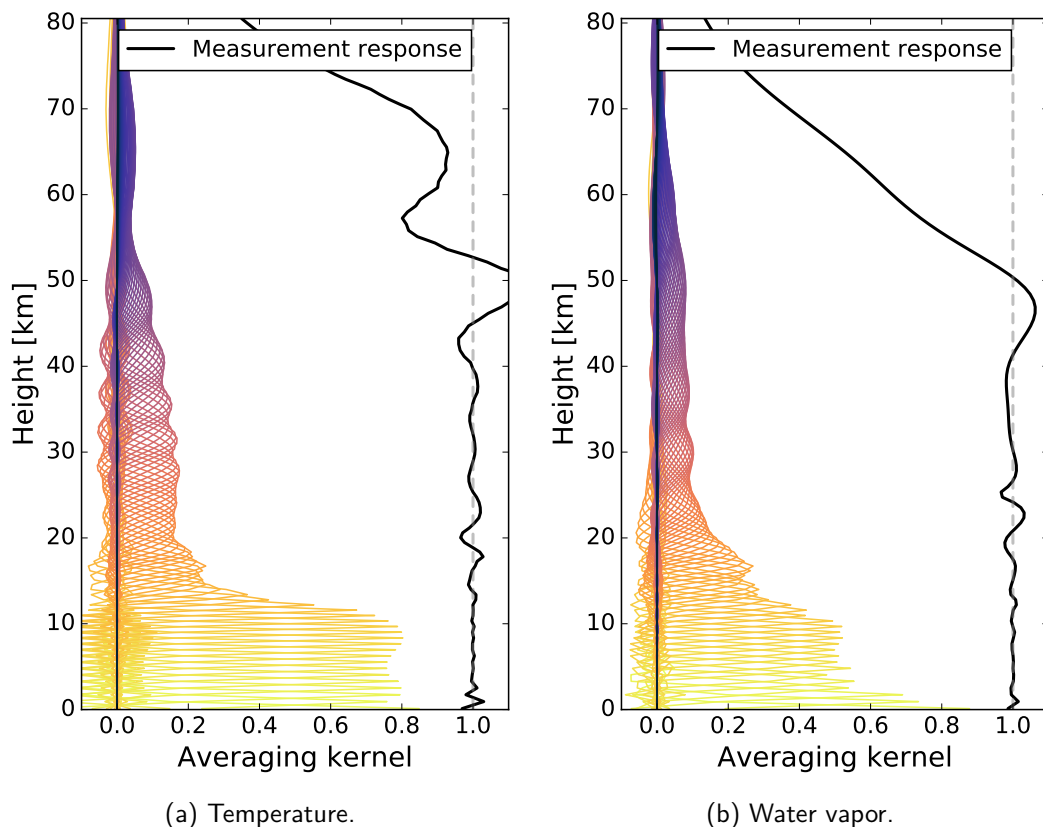 80
70
60
50
40
30
20
10
0
Height [km]
0.0 0.2 0.4 0.6 0.8 1.0
Averaging kernel
Measurement response
(a) Temperature.
80
70
60
50
40
30
20
10
0
Height [km]
0.0 0.2 0.4 0.6 0.8 1.0
Averaging kernel
Measurement response
(b) Water vapor.